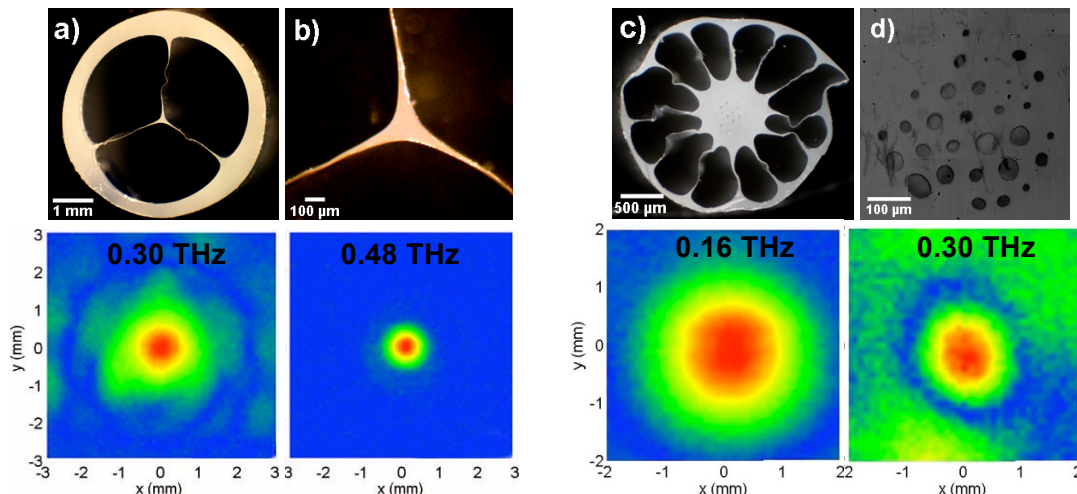 a)
1 mm
b)
100 µm
c)
500 µm
d)
100 µm
0.30 THz
3
2
1
0
-1
-2
-3
y (mm)
-3 -2 -1 0 1 2 3
x (mm)
0.48 THz
-2 -1 0 1 2 3
x (mm)
0.16 THz
2
1
0
-1
-2
y (mm)
-2 -1 0 1 22
x (mm)
0.30 THz
-1 0 1 2
x (mm)